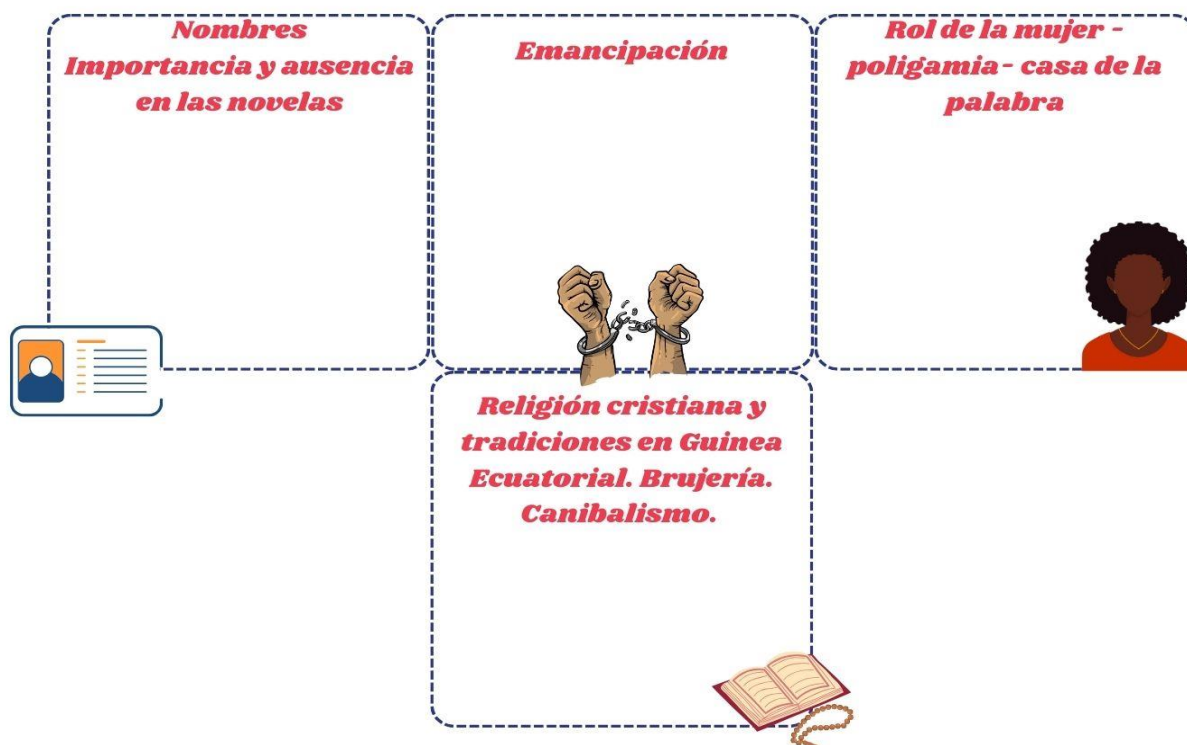 Nombres
Importancia y ausencia
en las novelas
Emancipación
Rol de la mujer -
poligamia - casa de la
palabra
Religión cristiana y
tradiciones en Guinea
Ecuatorial. Brujería.
Canibalismo.